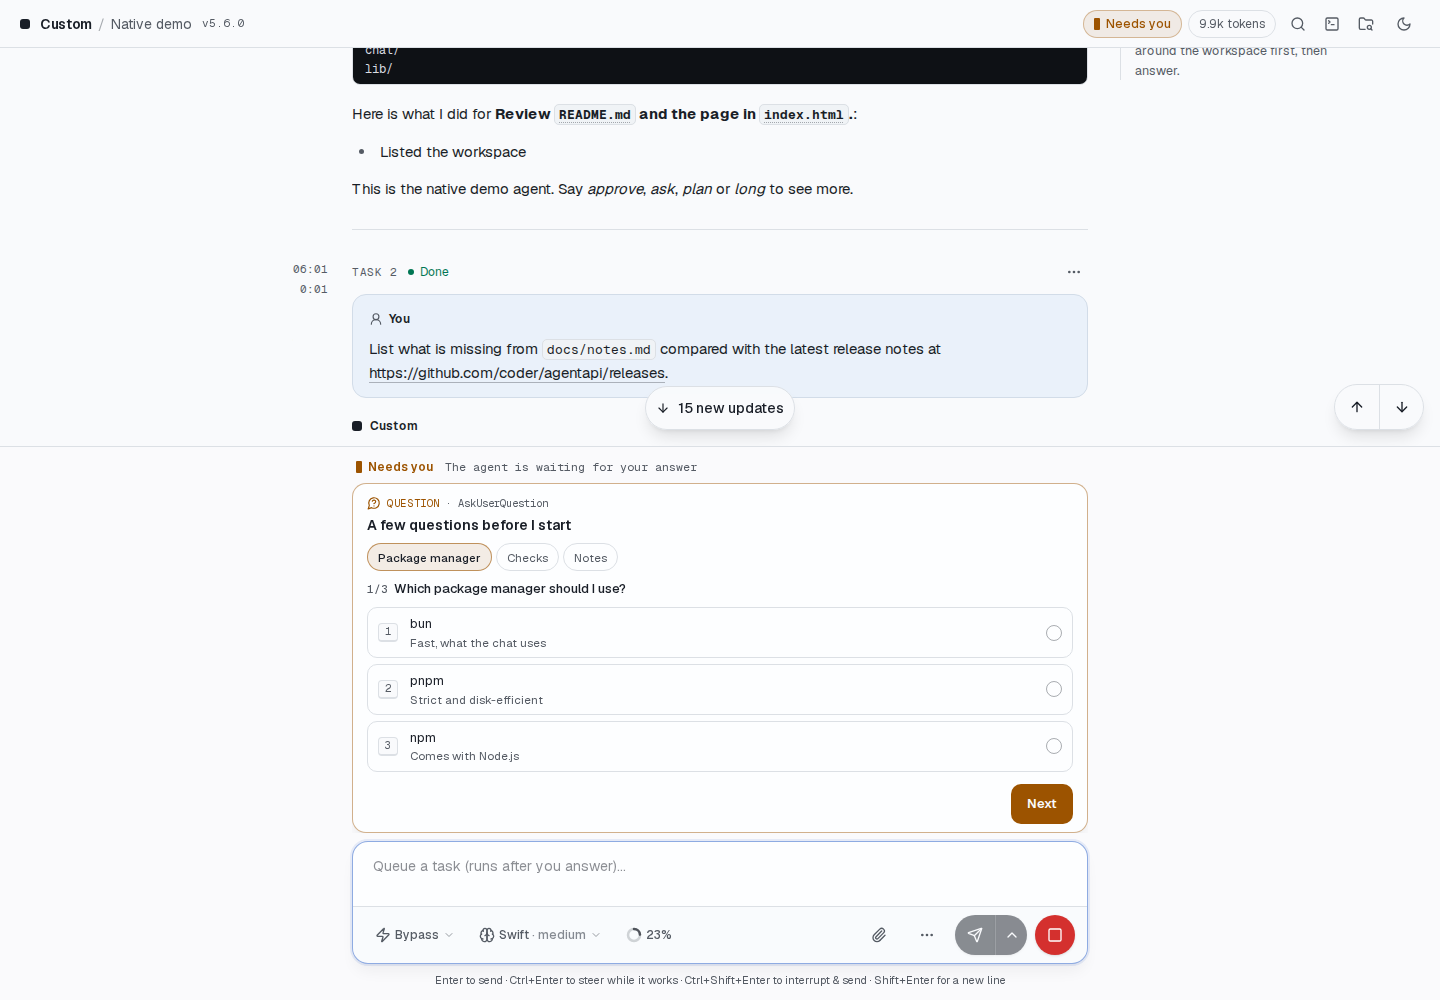 Custom / Native demo v5.6.0
Needs you
9.9k tokens
chat/
lib/
around the workspace first, then
answer.
Here is what I did for Review README.md and the page in index.html.:
Listed the workspace
This is the native demo agent. Say approve, ask, plan or long to see more.
06:01
0:01
TASK 2 Done
You
List what is missing from docs/notes.md compared with the latest release notes at
https://github.com/coder/agentapi/releases.
15 new updates
Custom
Needs you The agent is waiting for your answer
QUESTION · AskUserQuestion
A few questions before I start
Package manager Checks Notes
1/3 Which package manager should I use?
1 bun
Fast, what the chat uses
2 pnpm
Strict and disk-efficient
3 npm
Comes with Node.js
Next
Queue a task (runs after you answer)...
Bypass Swift · medium 23%
Enter to send · Ctrl+Enter to steer while it works · Ctrl+Shift+Enter to interrupt & send · Shift+Enter for a new line